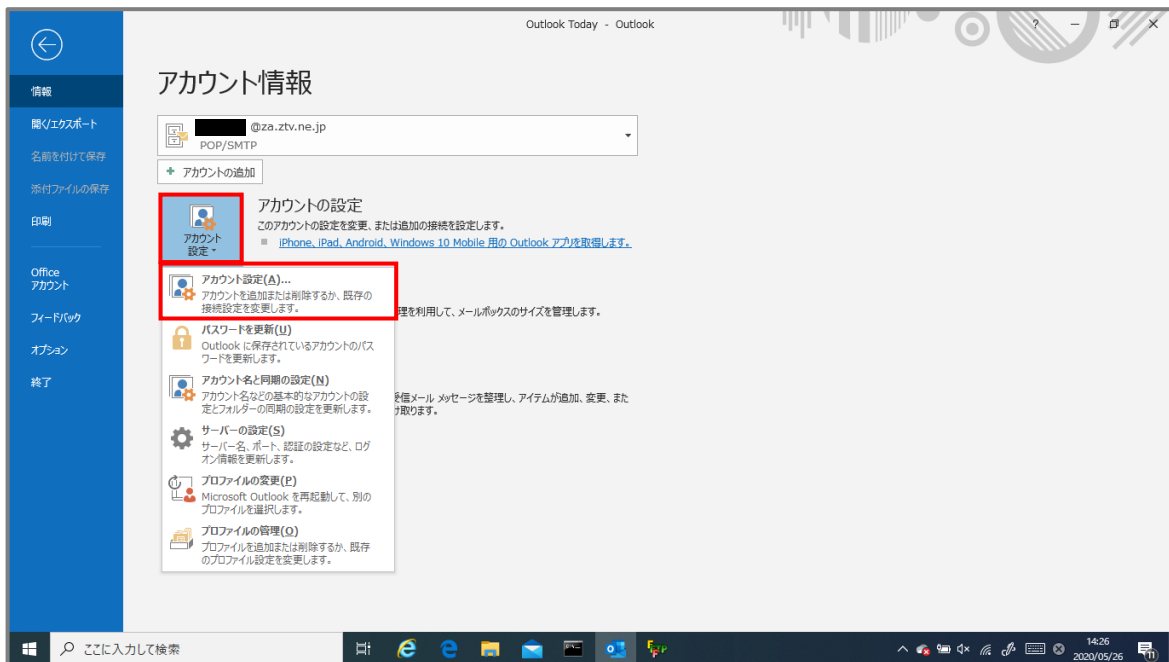 Outlook Today - Outlook
?
アカウント情報
情報
開く/エクスポート
名前を付けて保存
添付ファイルの保存
印刷
Office
アカウント
フィードバック
オプション
終了
@za.ztv.ne.jp
POP/SMTP
+ アカウントの追加
アカウント
設定
アカウントの設定
このアカウントの設定を変更、または追加の接続を設定します。
iPhone、iPad、Android、Windows 10 Mobile 用の Outlook アプリを取得します。
アカウント設定(A)...
アカウントを追加または削除するか、既存の
接続設定を変更します。
理を利用して、メールボックスのサイズを管理します。
パスワードを更新(U)
Outlook に保存されているアカウントのパス
ワードを更新します。
アカウント名と同期の設定(N)
アカウント名などの基本的なアカウントの設
定とフォルダーの同期の設定を更新します。
受信メール メッセージを整理し、アイテムが追加、変更、また
け取ります。
サーバーの設定(S)
サーバー名、ポート、認証の設定など、ログ
オン情報を更新します。
プロファイルの変更(P)
Microsoft Outlook を再起動して、別の
プロファイルを選択します。
プロファイルの管理(O)
プロファイルを追加または削除するか、既存
のプロファイル設定を変更します。
ここに入力して検索
14:26
2020/05/26